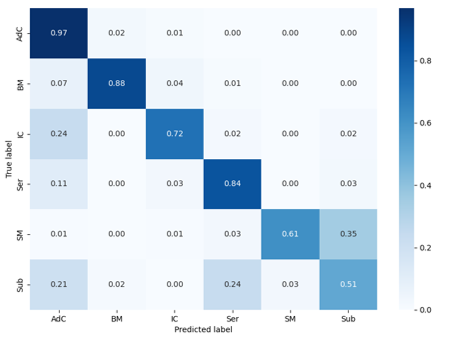 AdC 0.97 0.02 0.01 0.00 0.00 0.00
BM 0.07 0.88 0.04 0.01 0.00 0.00
IC 0.24 0.00 0.72 0.02 0.00 0.02
Ser 0.11 0.00 0.03 0.84 0.00 0.03
SM 0.01 0.00 0.01 0.03 0.61 0.35
Sub 0.21 0.02 0.00 0.24 0.03 0.51
AdC BM IC Ser SM Sub
Predicted label
True label
0.8
0.6
0.4
0.2
0.0